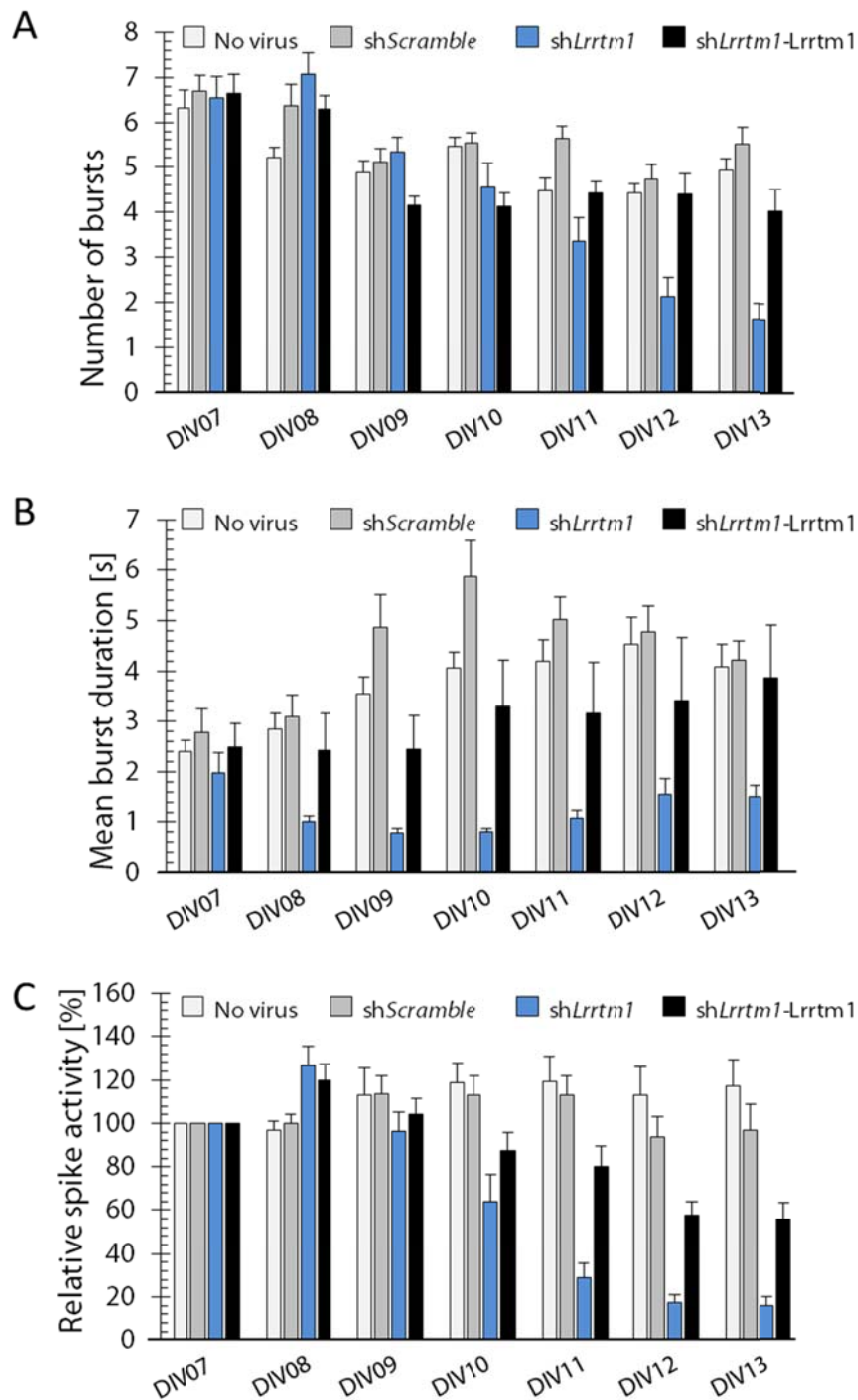 A
No virus shScramble shLrrtm1 shLrrtm1-Lrrtm1
Number of bursts
8
7
6
5
4
3
2
1
0
DIV07 DIV08 DIV09 DIV10 DIV11 DIV12 DIV13
B
No virus shScramble shLrrtm1 shLrrtm1-Lrrtm1
Mean burst duration [s]
7
6
5
4
3
2
1
0
DIV07 DIV08 DIV09 DIV10 DIV11 DIV12 DIV13
C
No virus shScramble shLrrtm1 shLrrtm1-Lrrtm1
Relative spike activity [%]
160
140
120
100
80
60
40
20
0
DIV07 DIV08 DIV09 DIV10 DIV11 DIV12 DIV13